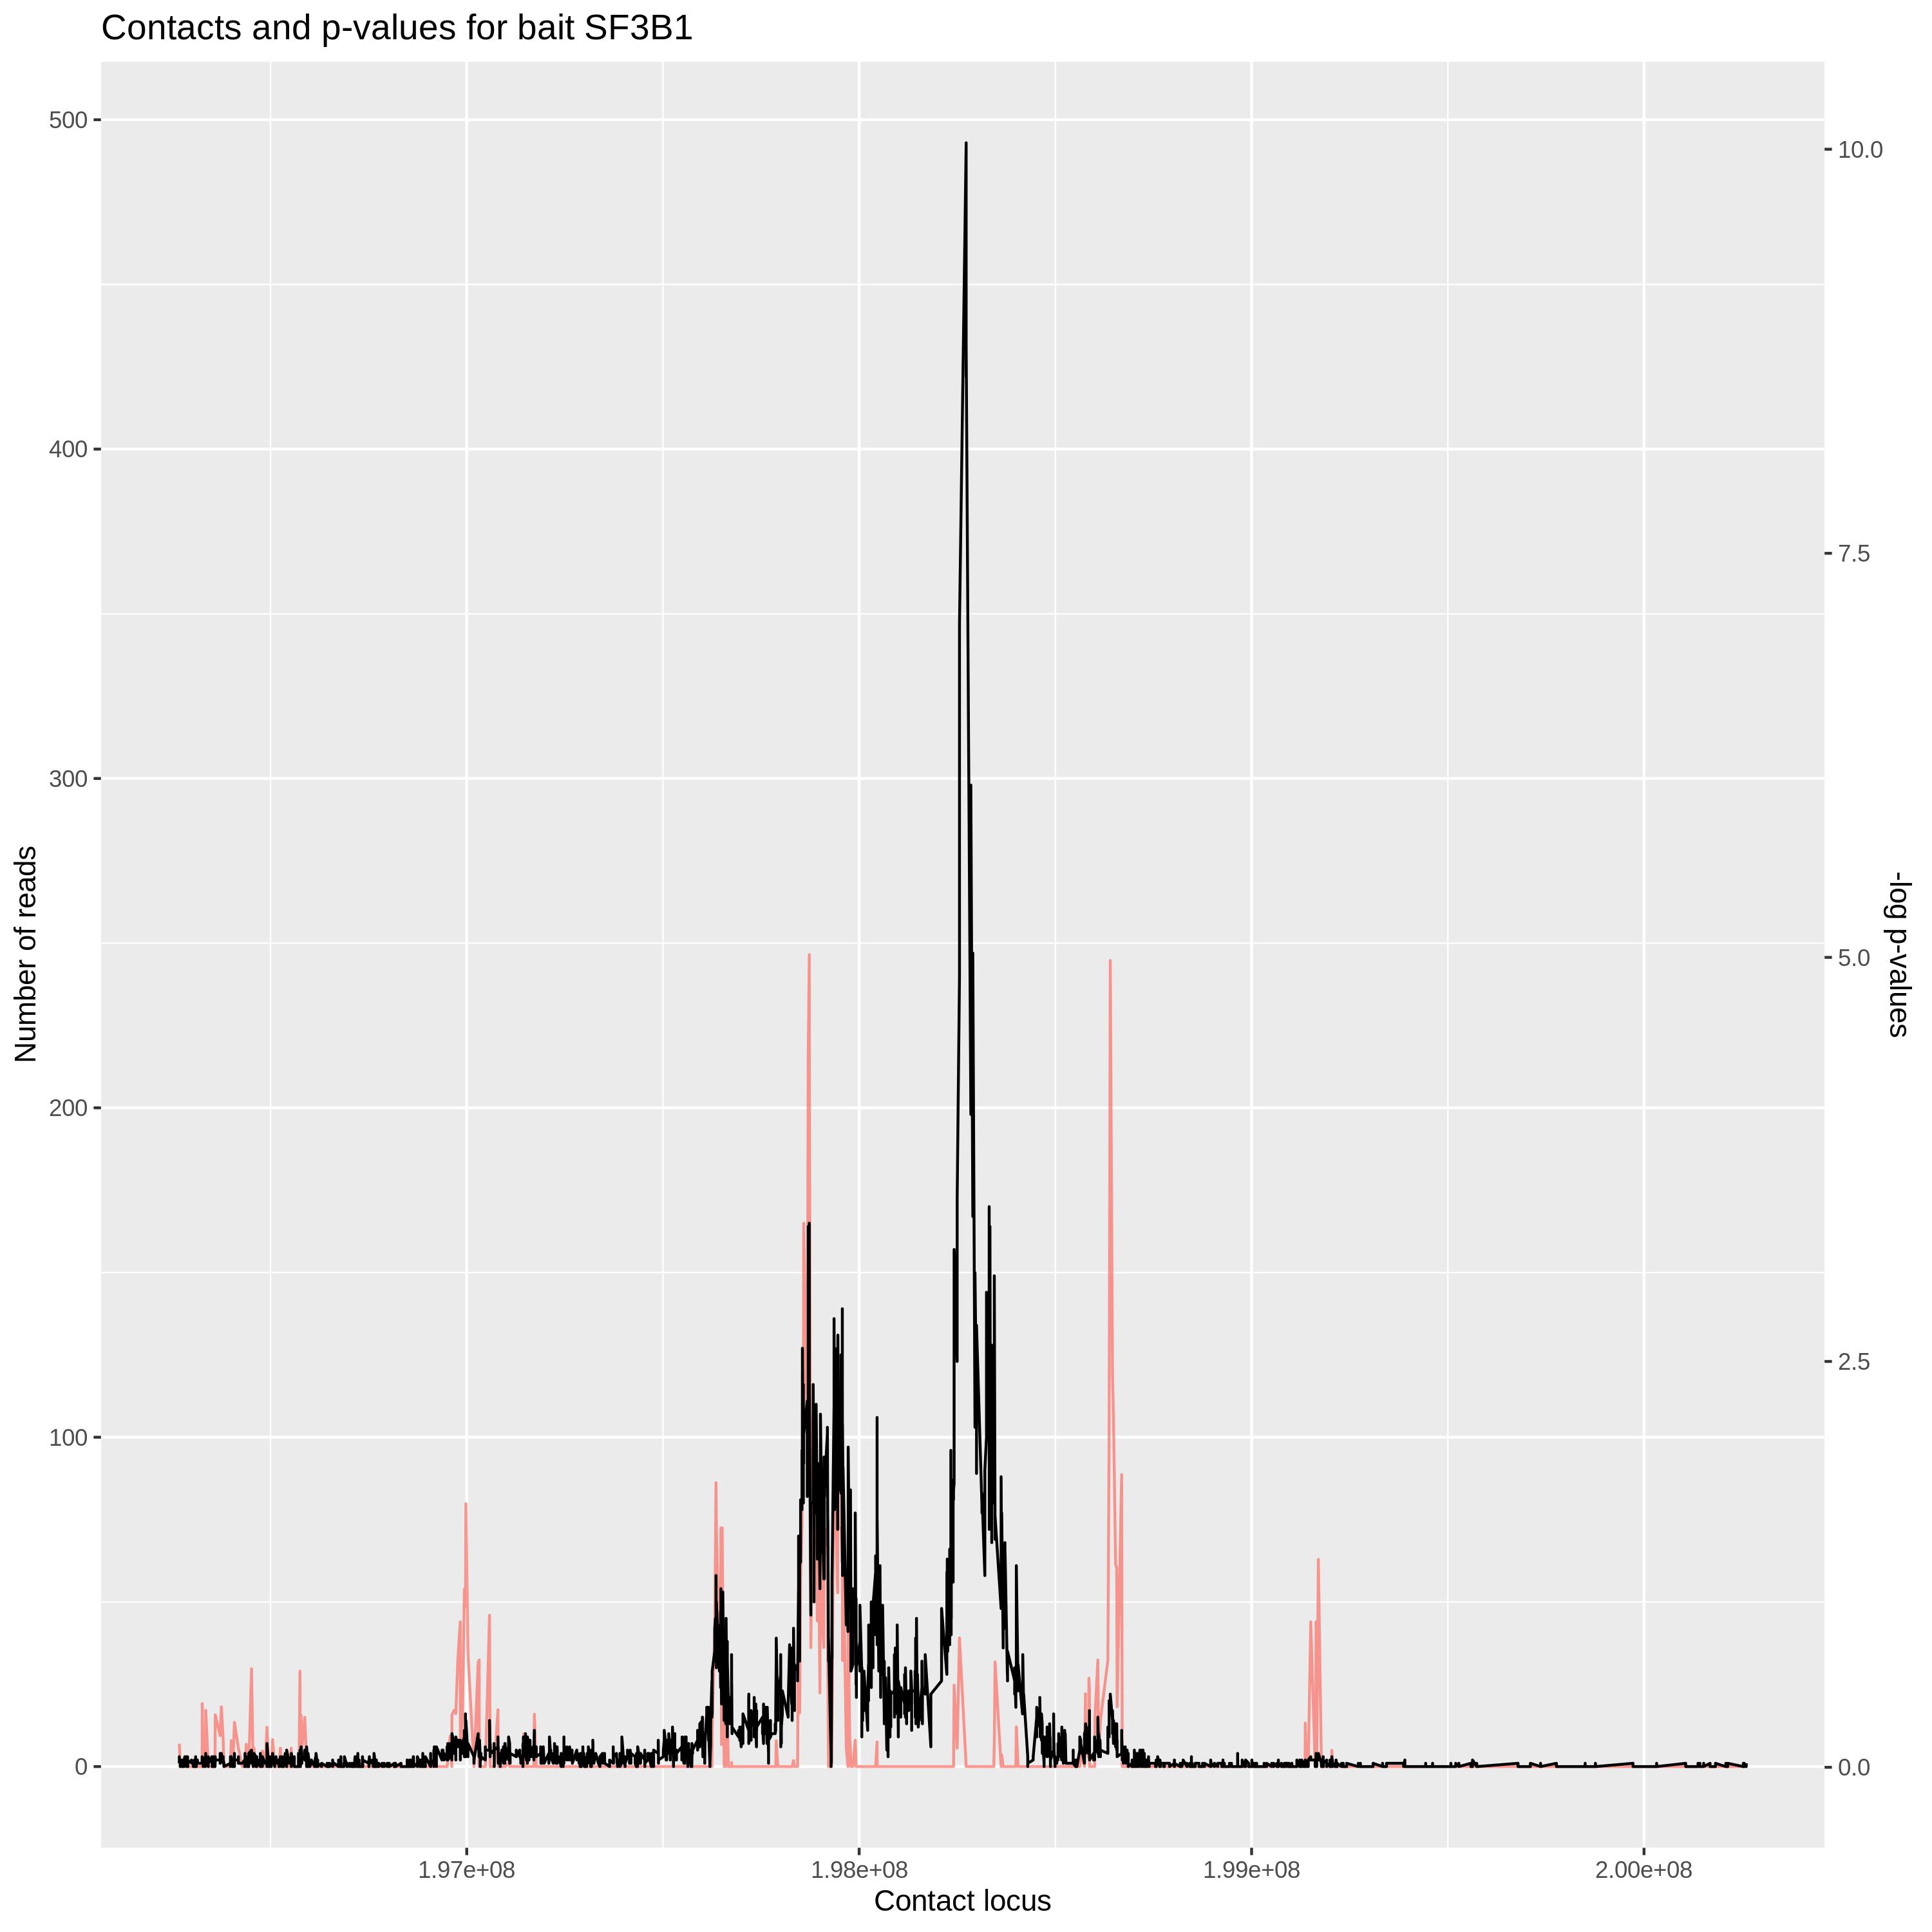 Contacts and p-values for bait SF3B1
500
400
300
200
100
0
Number of reads
10.0
7.5
5.0
2.5
0.0
-log p-values
1.97e+08
1.98e+08
1.99e+08
2.00e+08
Contact locus